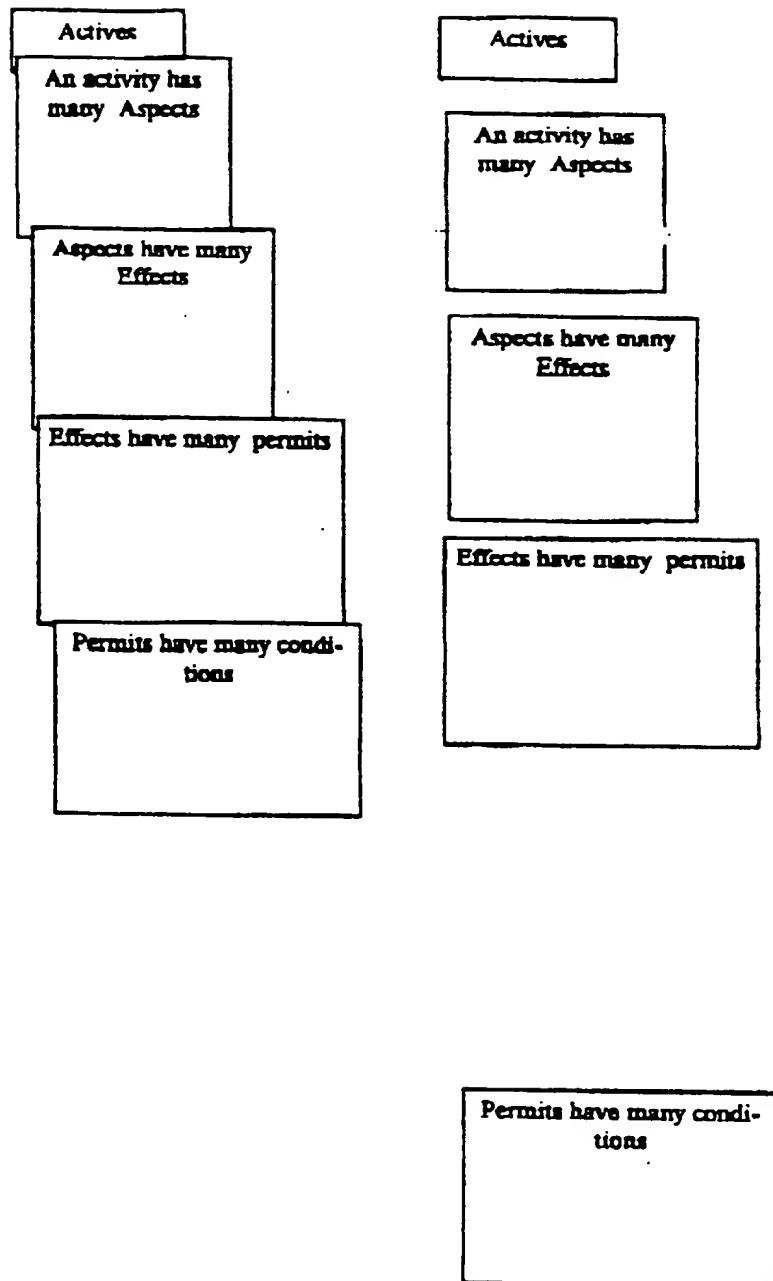 Actives
An activity has
many Aspects
Aspects have many
Effects
Effects have many permits
Permits have many condi-
tions
Actives
An activity has
many Aspects
Aspects have many
Effects
Effects have many permits
Permits have many condi-
tions